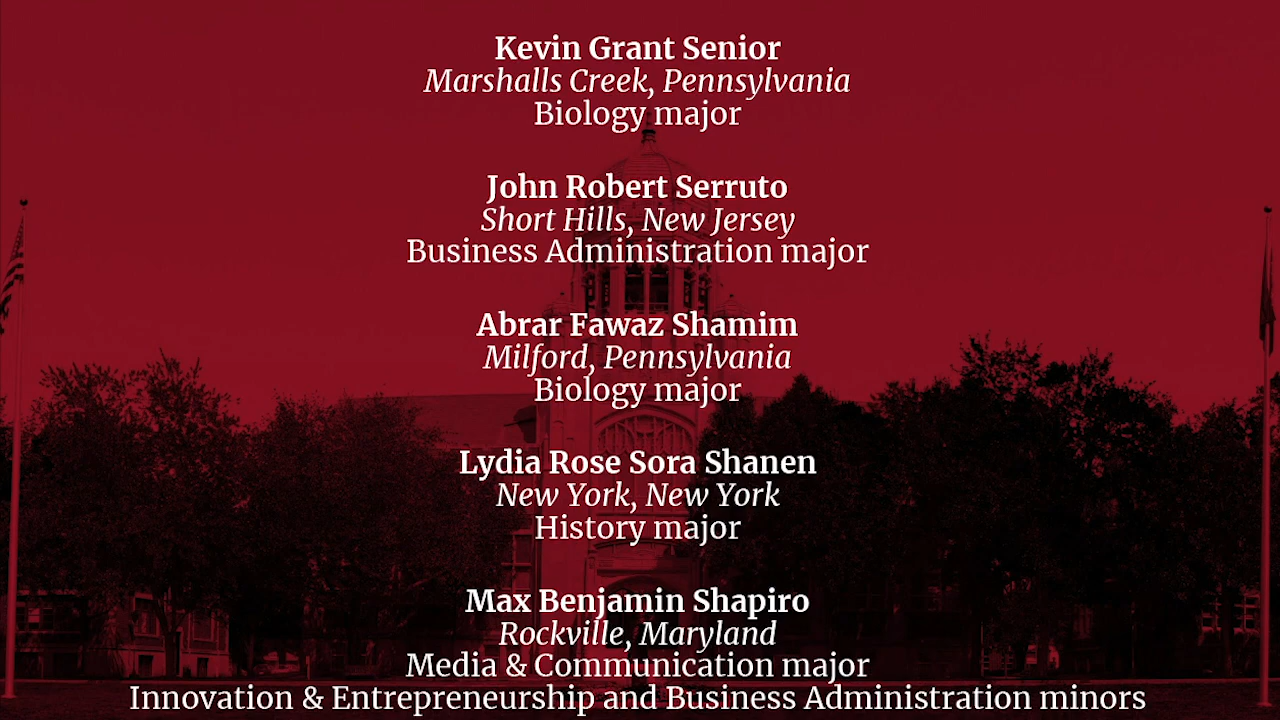 Kevin Grant Senior
Marshalls Creek, Pennsylvania
Biology major
John Robert Serruto
Short Hills, New Jersey
Business Administration major
Abrar Fawaz Shamim
Milford, Pennsylvania
Biology major
Lydia Rose Sora Shanen
New York, New York
History major
Max Benjamin Shapiro
Rockville, Maryland
Media & Communication major
Innovation & Entrepreneurship and Business Administration minors